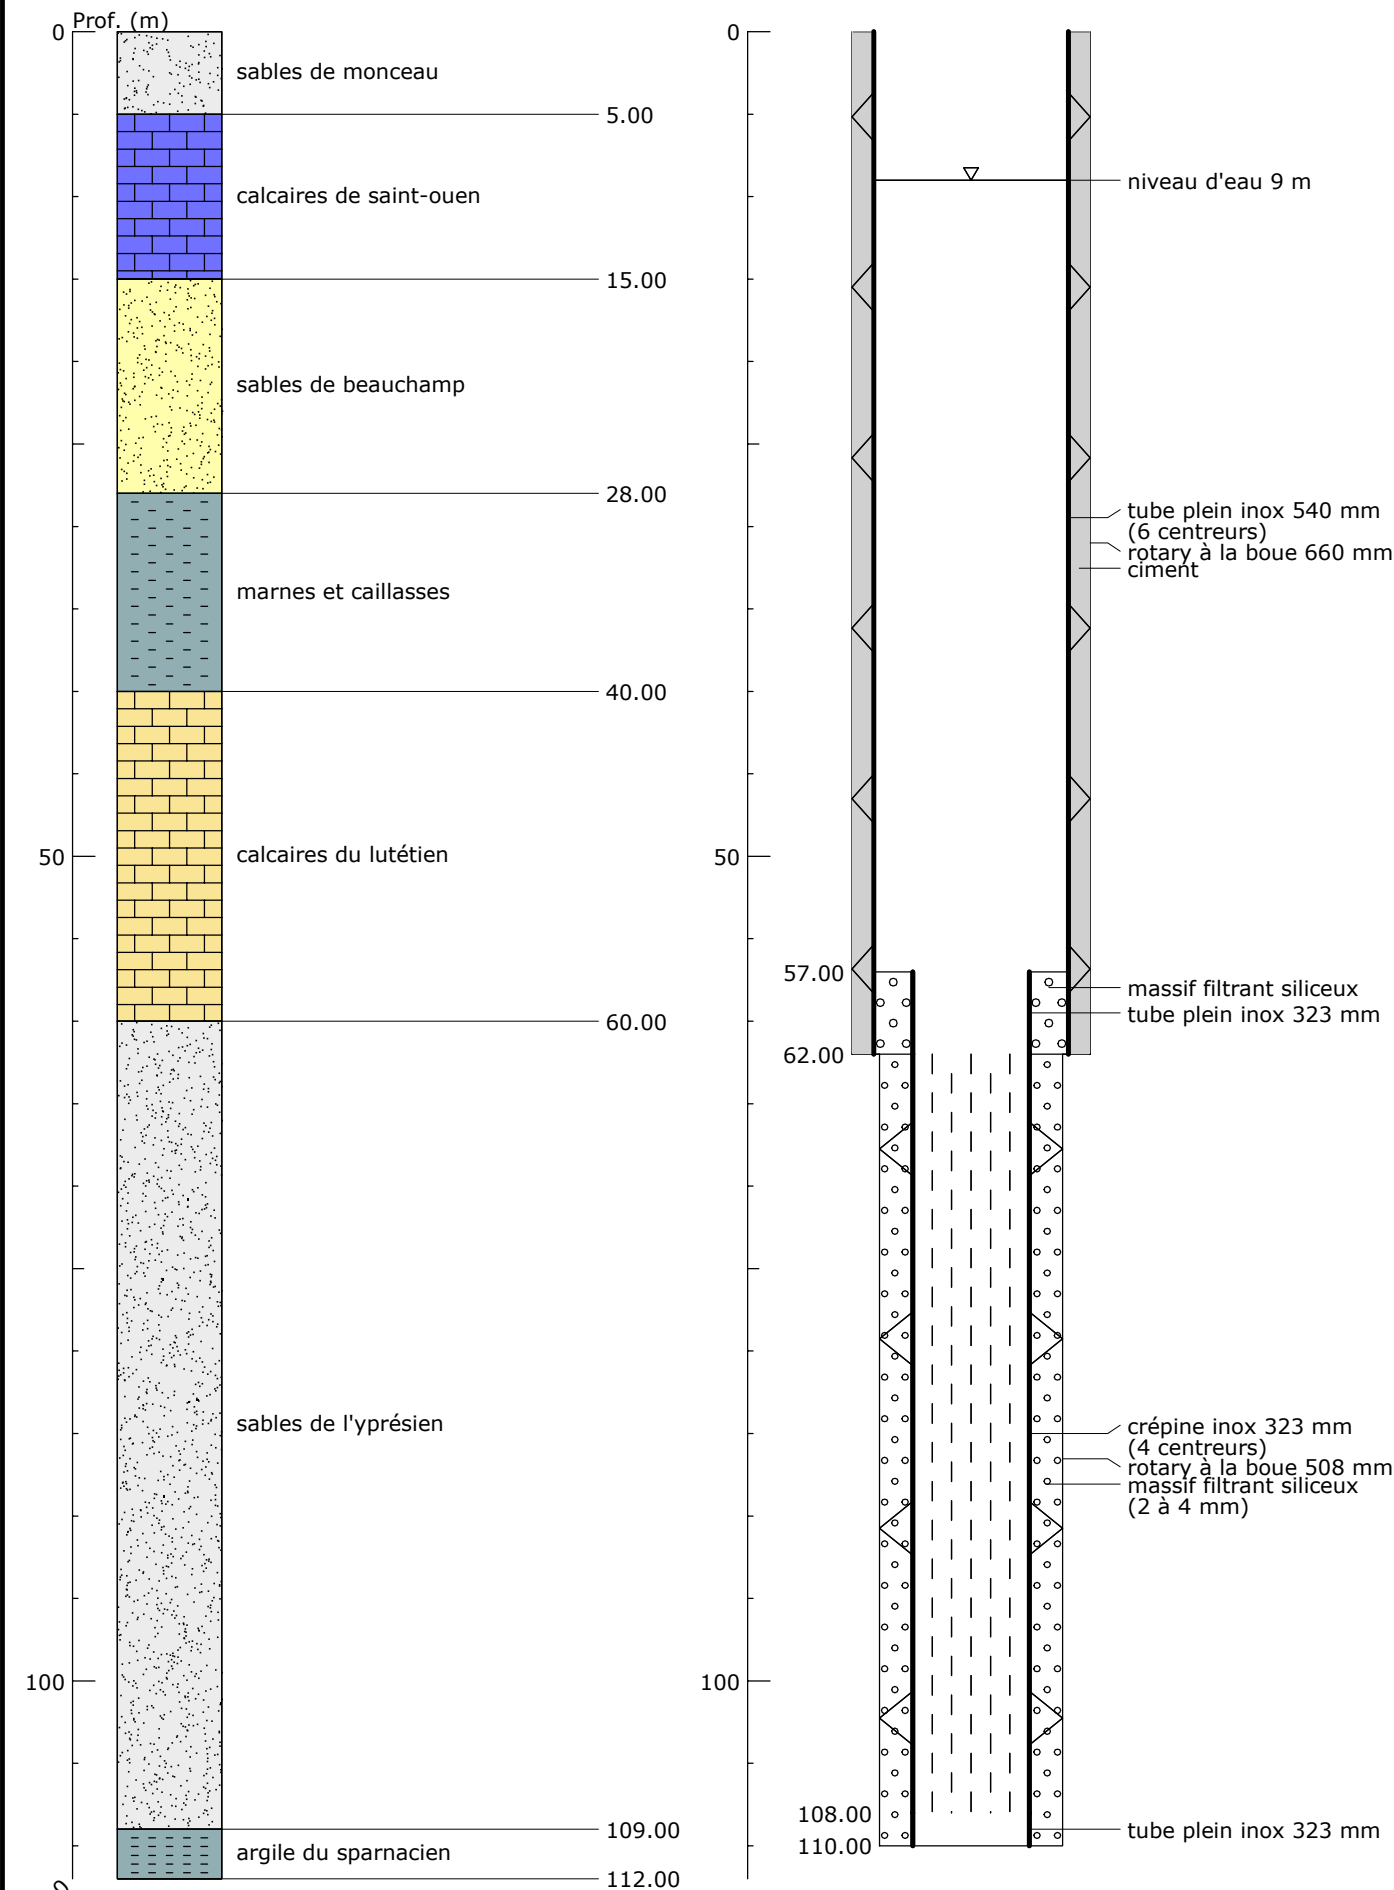 Prof. (m)
0
sables de monceau
5.00
calcaires de saint-ouen
15.00
sables de beauchamp
28.00
marnes et caillasses
40.00
50
calcaires du lutétien
60.00
sables de l'yprésien
100
109.00
argile du sparnacien
112.00
0
niveau d'eau 9 m
tube plein inox 540 mm
(6 centreurs)
rotary à la boue 660 mm
ciment
50
57.00
massif filtrant siliceux
tube plein inox 323 mm
62.00
crépine inox 323 mm
(4 centreurs)
rotary à la boue 508 mm
massif filtrant siliceux
(2 à 4 mm)
100
108.00
tube plein inox 323 mm
110.00